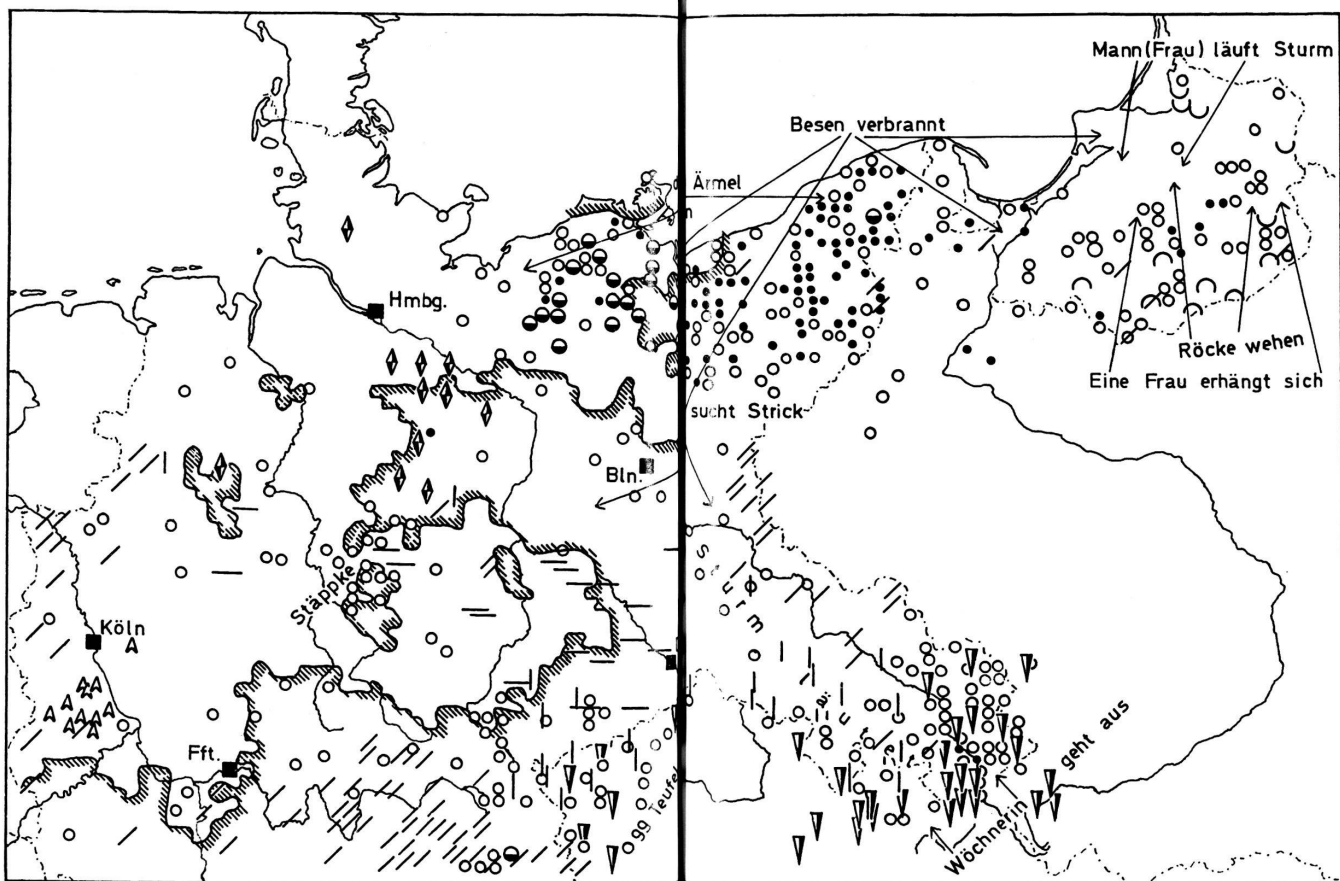 Mann (Frau) läuft Sturm
Besen verbrannt
Ärmel
Hmbg.
Röcke wehen
Eine Frau erhängt sich
sucht Strick
Bln.
Stäppke
Köln
geht aus
Fft.
Teufel
Wöchnerin